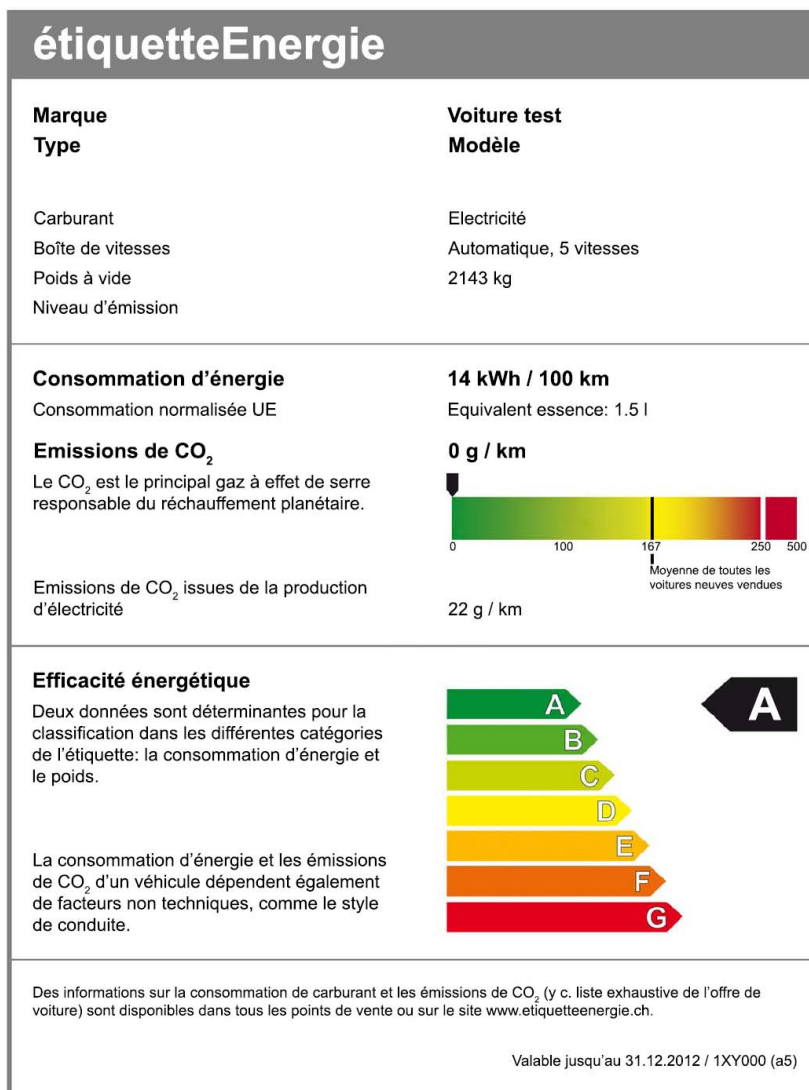 étiquetteEnergie
Marque Voiture test
Type Modèle
Carburant Electricité
Boîte de vitesses Automatique, 5 vitesses
Poids à vide 2143 kg
Niveau d'émission
Consommation d'énergie 14 kWh / 100 km
Consommation normalisée UE Equivalent essence: 1.5 l
Emissions de CO₂ 0 g / km
Le CO₂ est le principal gaz à effet de serre
responsable du réchauffement planétaire.
0 100 167 250 500
Moyenne de toutes les
voitures neuves vendues
Emissions de CO₂ issues de la production
d'électricité 22 g / km
Efficacité énergétique
Deux données sont déterminantes pour la
classification dans les différentes catégories
de l'étiquette: la consommation d'énergie et
le poids.
La consommation d'énergie et les émissions
de CO₂ d'un véhicule dépendent également
de facteurs non techniques, comme le style
de conduite.
A A
B
C
D
E
F
G
Des informations sur la consommation de carburant et les émissions de CO₂ (y c. liste exhaustive de l'offre de
voiture) sont disponibles dans tous les points de vente ou sur le site www.etiquetteenergie.ch.
Valable jusqu'au 31.12.2012 / 1XY000 (a5)